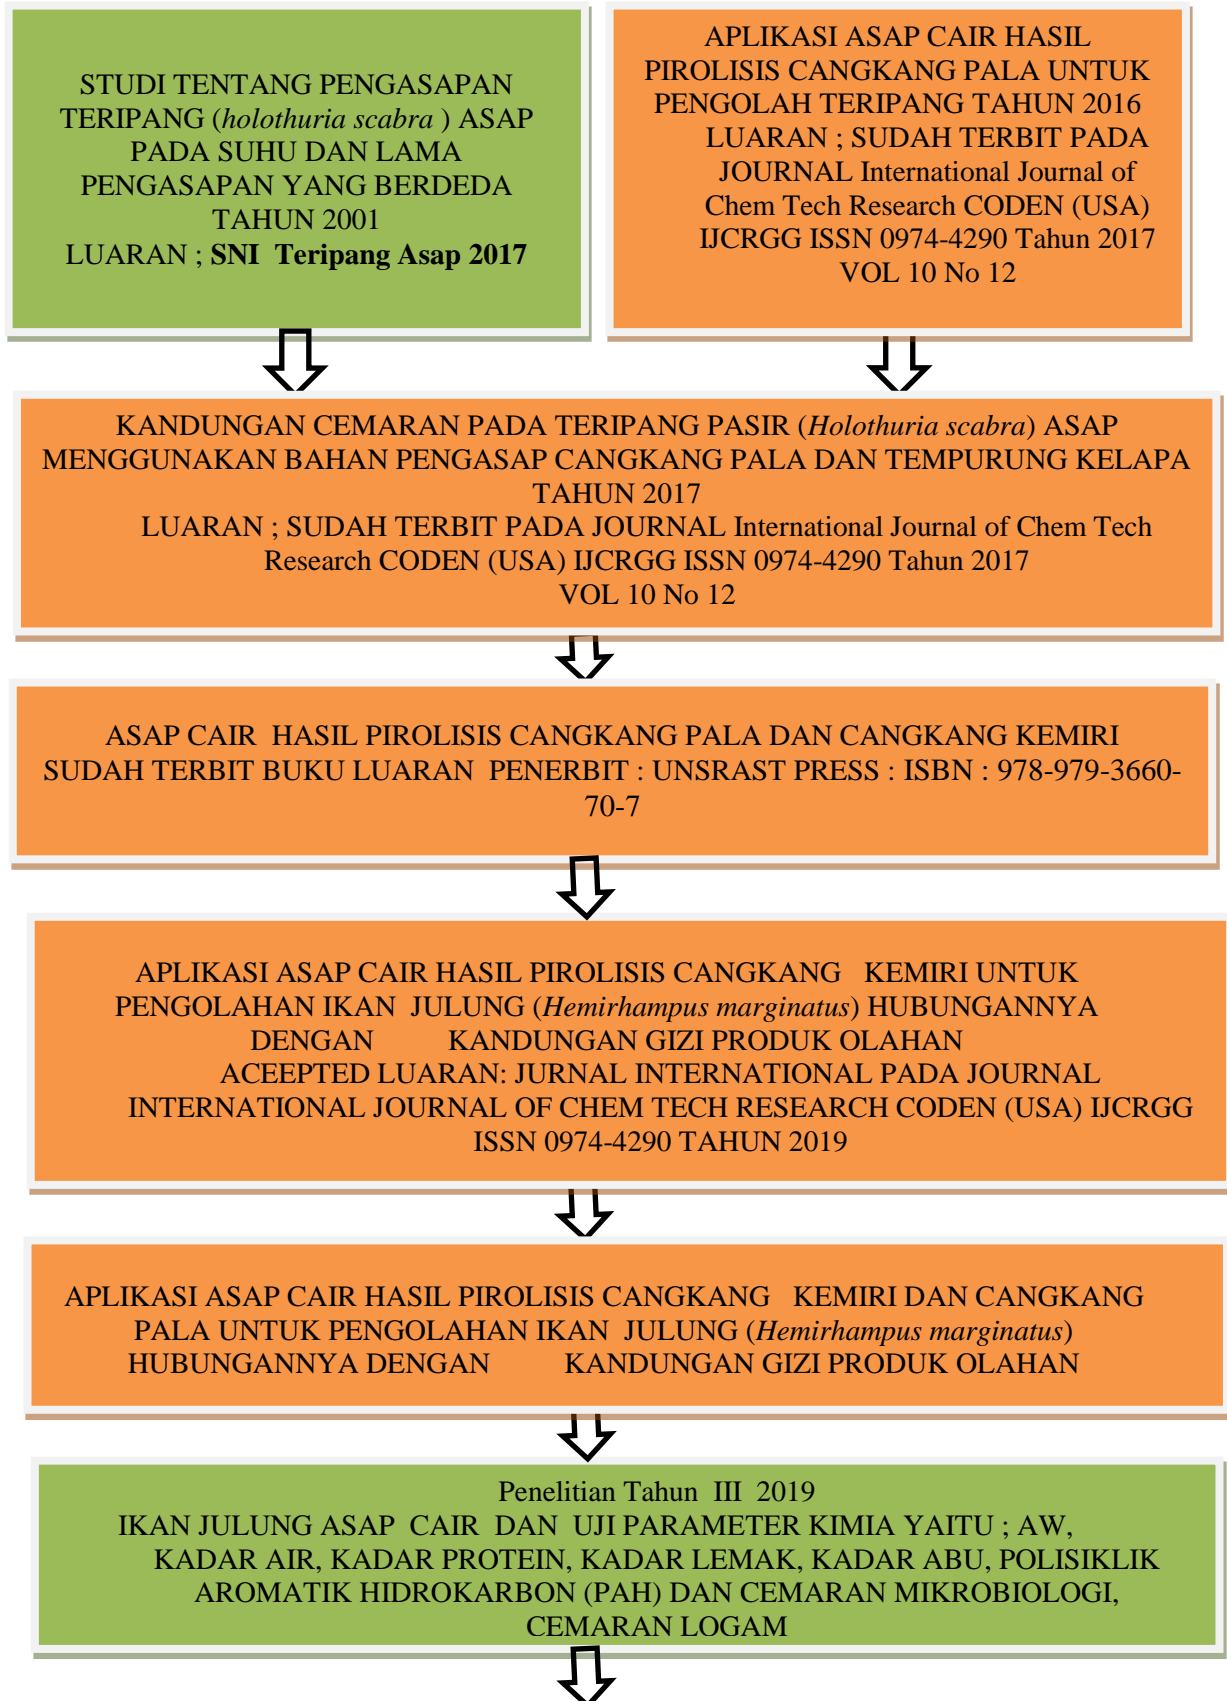 STUDI TENTANG PENGASAPAN
TERIPANG (holothuria scabra ) ASAP
PADA SUHU DAN LAMA
PENGASAPAN YANG BERDEDA
TAHUN 2001
LUARAN ; SNI  Teripang Asap 2017
APLIKASI ASAP CAIR HASIL
PIROLISIS CANGKANG PALA UNTUK
PENGOLAH TERIPANG TAHUN 2016
LUARAN ; SUDAH TERBIT PADA
JOURNAL International Journal of
Chem Tech Research CODEN (USA)
IJCRGG ISSN 0974-4290 Tahun 2017
VOL 10 No 12
KANDUNGAN CEMARAN PADA TERIPANG PASIR (Holothuria scabra) ASAP
MENGGUNAKAN BAHAN PENGASAP CANGKANG PALA DAN TEMPURUNG KELAPA
TAHUN 2017
LUARAN ; SUDAH TERBIT PADA JOURNAL International Journal of Chem Tech
Research CODEN (USA) IJCRGG ISSN 0974-4290 Tahun 2017
VOL 10 No 12
ASAP CAIR  HASIL PIROLISIS CANGKANG PALA DAN CANGKANG KEMIRI
SUDAH TERBIT BUKU LUARAN  PENERBIT : UNSRAST PRESS : ISBN : 978-979-3660-
70-7
APLIKASI ASAP CAIR HASIL PIROLISIS CANGKANG   KEMIRI UNTUK
PENGOLAHAN IKAN  JULUNG (Hemirhampus marginatus) HUBUNGANNYA
DENGAN         KANDUNGAN GIZI PRODUK OLAHAN
ACEEPTED LUARAN: JURNAL INTERNATIONAL PADA JOURNAL
INTERNATIONAL JOURNAL OF CHEM TECH RESEARCH CODEN (USA) IJCRGG
ISSN 0974-4290 TAHUN 2019
APLIKASI ASAP CAIR HASIL PIROLISIS CANGKANG   KEMIRI DAN CANGKANG
PALA UNTUK PENGOLAHAN IKAN  JULUNG (Hemirhampus marginatus)
HUBUNGANNYA DENGAN         KANDUNGAN GIZI PRODUK OLAHAN
Penelitian Tahun  III  2019
IKAN JULUNG ASAP  CAIR  DAN  UJI PARAMETER KIMIA YAITU ; AW,
KADAR AIR, KADAR PROTEIN, KADAR LEMAK, KADAR ABU, POLISIKLIK
AROMATIK HIDROKARBON (PAH) DAN CEMARAN MIKROBIOLOGI,
CEMARAN LOGAM